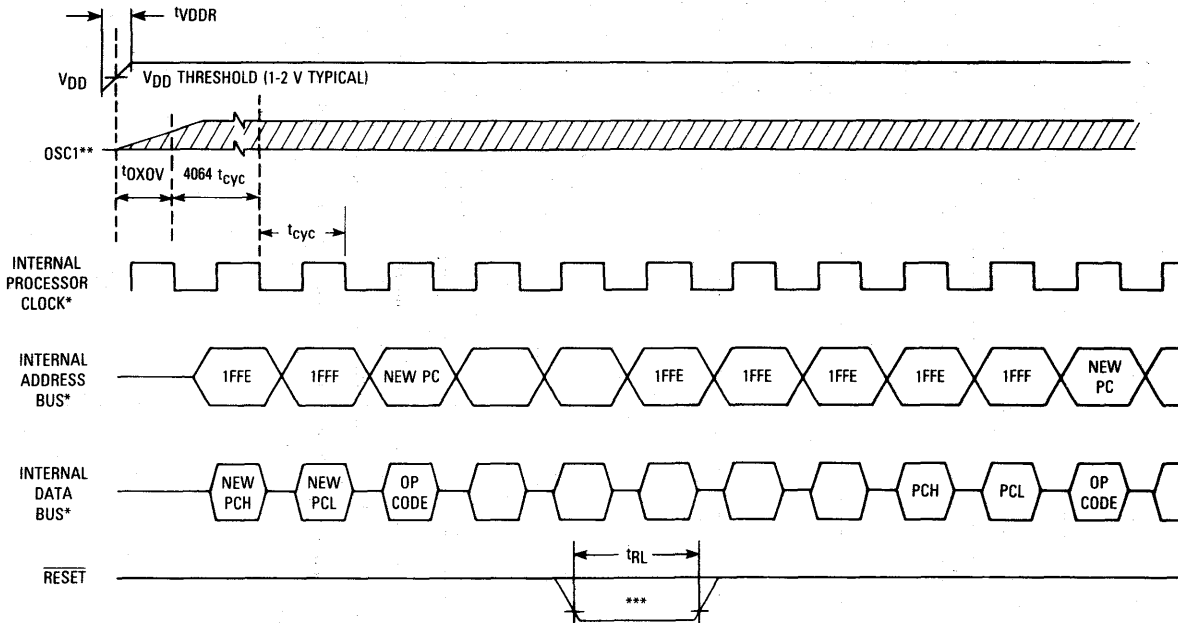 tVDDR
VDD
VDD THRESHOLD (1-2 V TYPICAL)
OSC1**
tOXOV
4064 tcyc
tcyc
INTERNAL
PROCESSOR
CLOCK*
INTERNAL
ADDRESS
BUS*
1FFE
1FFF
NEW PC
1FFE
1FFE
1FFE
1FFE
1FFF
NEW
PC
INTERNAL
DATA
BUS*
NEW
PCH
NEW
PCL
OP
CODE
PCH
PCL
OP
CODE
tRL
RESET
***